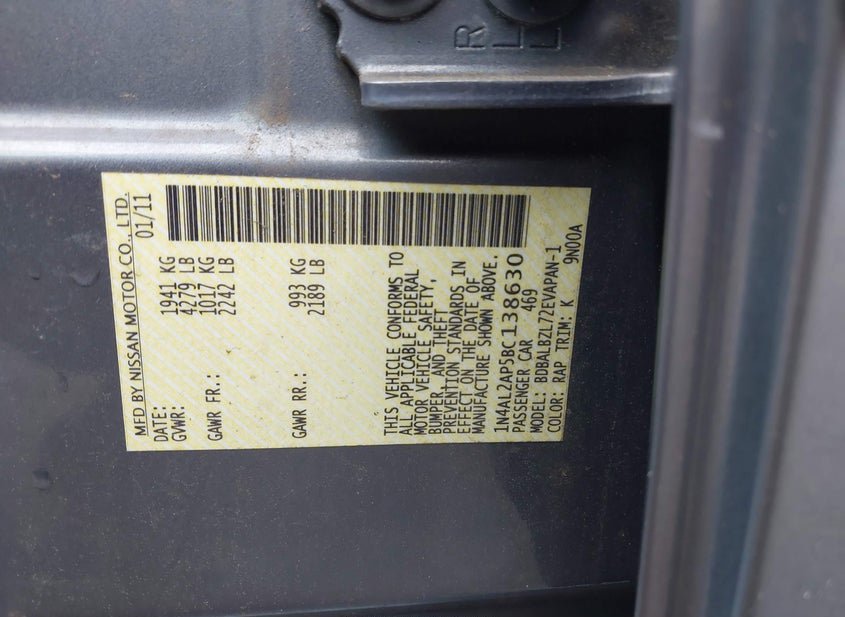 MFD BY NISSAN MOTOR CO., LTD.
DATE: 01/11
GVWR: 1941 KG
4279 LB
GAWR FR.: 1017 KG
2242 LB
GAWR RR.: 993 KG
2189 LB
THIS VEHICLE CONFORMS TO
ALL APPLICABLE FEDERAL
MOTOR VEHICLE SAFETY,
BUMPER, AND THEFT
PREVENTION STANDARDS IN
EFFECT ON THE DATE OF
MANUFACTURE SHOWN ABOVE.
1N4AL2AP5BC138630
PASSENGER CAR 469
MODEL: BDBALBZL72EVAPAN-1
COLOR: RAP TRIM: K 9N00A
R
L